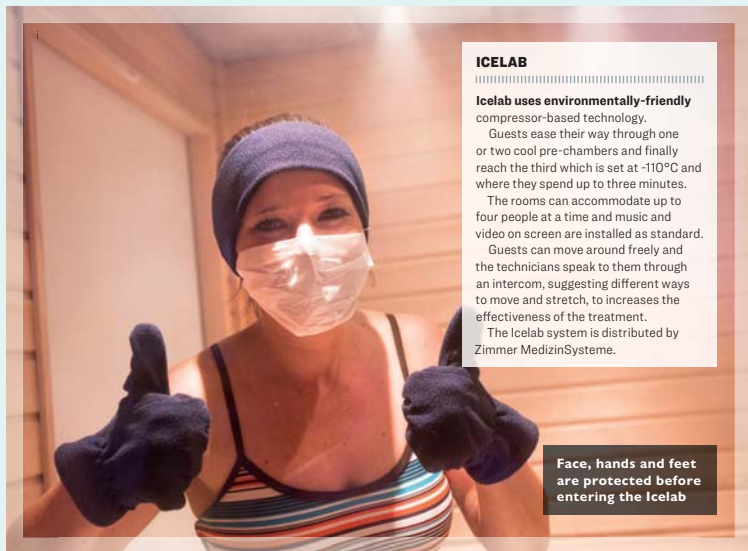 ICELAB
Icelab uses environmentally-friendly
compressor-based technology.
Guests ease their way through one
or two cool pre-chambers and finally
reach the third which is set at -110°C and
where they spend up to three minutes.
The rooms can accommodate up to
four people at a time and music and
video on screen are installed as standard.
Guests can move around freely and
the technicians speak to them through
an intercom, suggesting different ways
to move and stretch, to increases the
effectiveness of the treatment.
The Icelab system is distributed by
Zimmer MedizinSysteme.
Face, hands and feet
are protected before
entering the Icelab